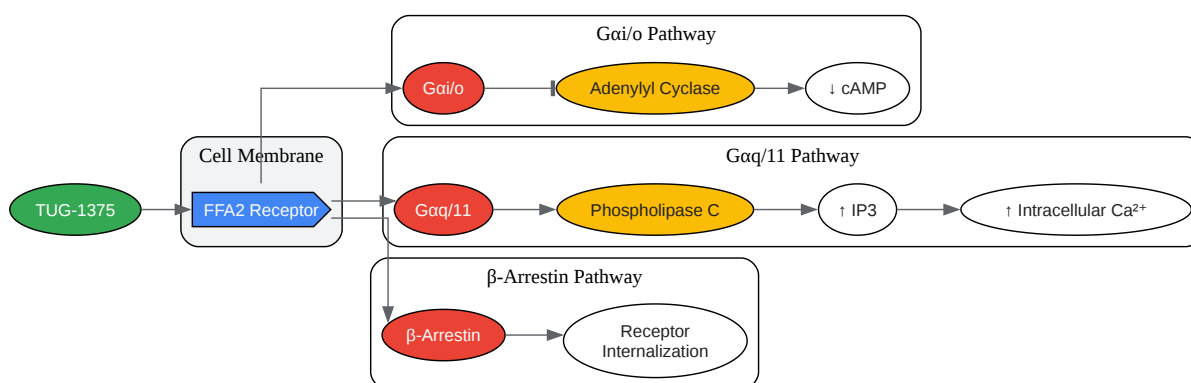 Gαi/o Pathway
Gαi/o
Adenylyl Cyclase
↓ cAMP
Cell Membrane
Gαq/11 Pathway
TUG-1375
FFA2 Receptor
Gαq/11
Phospholipase C
↑ IP3
↑ Intracellular Ca²⁺
β-Arrestin Pathway
β-Arrestin
Receptor
Internalization